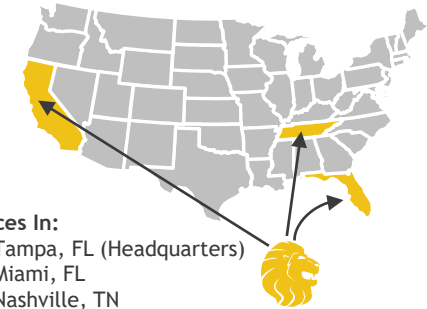 ces In:
Tampa, FL (Headquarters)
Miami, FL
Nashville, TN